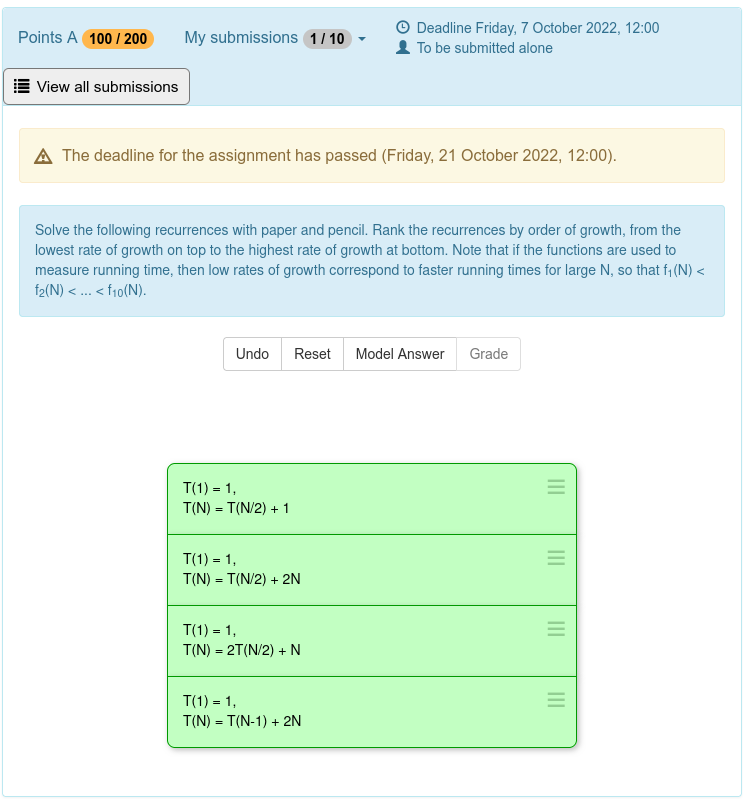 Points A 100 / 200 My submissions 1 / 10
Deadline Friday, 7 October 2022, 12:00
To be submitted alone
View all submissions
The deadline for the assignment has passed (Friday, 21 October 2022, 12:00).
Solve the following recurrences with paper and pencil. Rank the recurrences by order of growth, from the
lowest rate of growth on top to the highest rate of growth at bottom. Note that if the functions are used to
measure running time, then low rates of growth correspond to faster running times for large N, so that f₁(N) <
f₂(N) < ... < f₁₀(N).
Undo Reset Model Answer Grade
T(1) = 1,
T(N) = T(N/2) + 1
T(1) = 1,
T(N) = T(N/2) + 2N
T(1) = 1,
T(N) = 2T(N/2) + N
T(1) = 1,
T(N) = T(N-1) + 2N